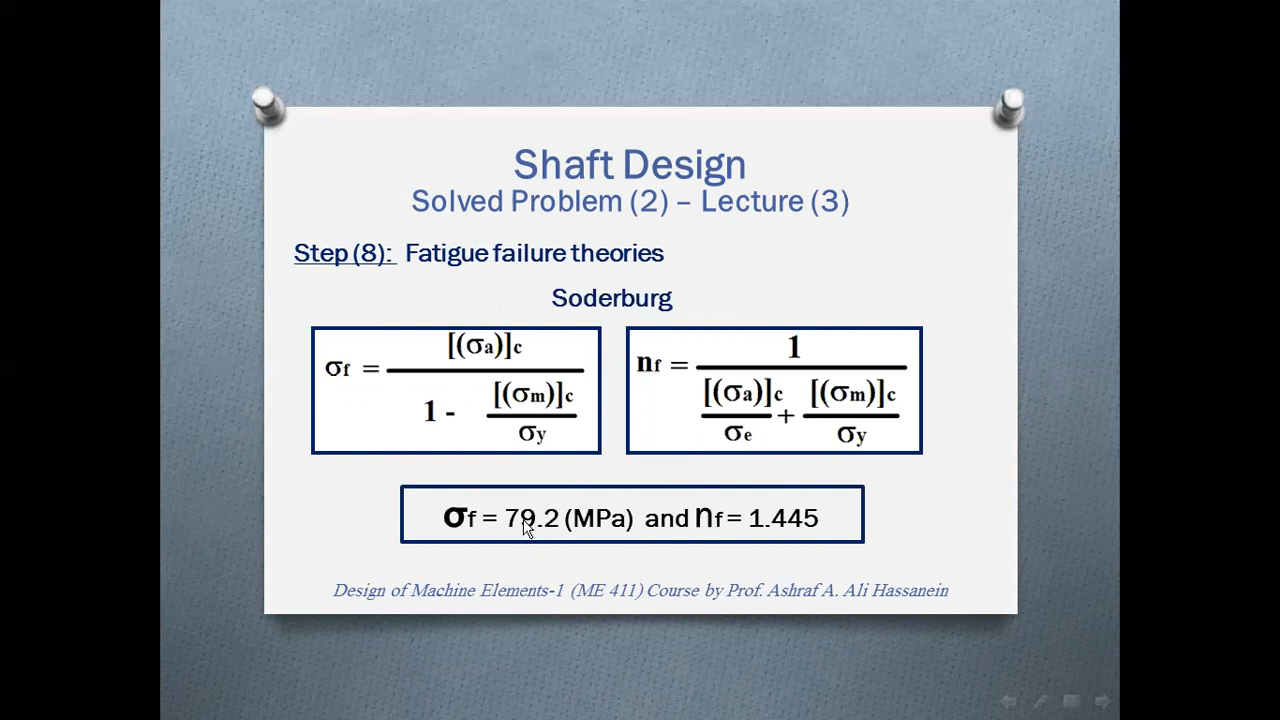 Shaft Design
Solved Problem (2) – Lecture (3)
Step (8): Fatigue failure theories
Soderburg
σf = [(σa)]c / 1 - [(σm)]c / σy
nf = 1 / [(σa)]c / σe + [(σm)]c / σy
σf = 79.2 (MPa) and nf = 1.445
Design of Machine Elements-1 (ME 411) Course by Prof. Ashraf A. Ali Hassanein